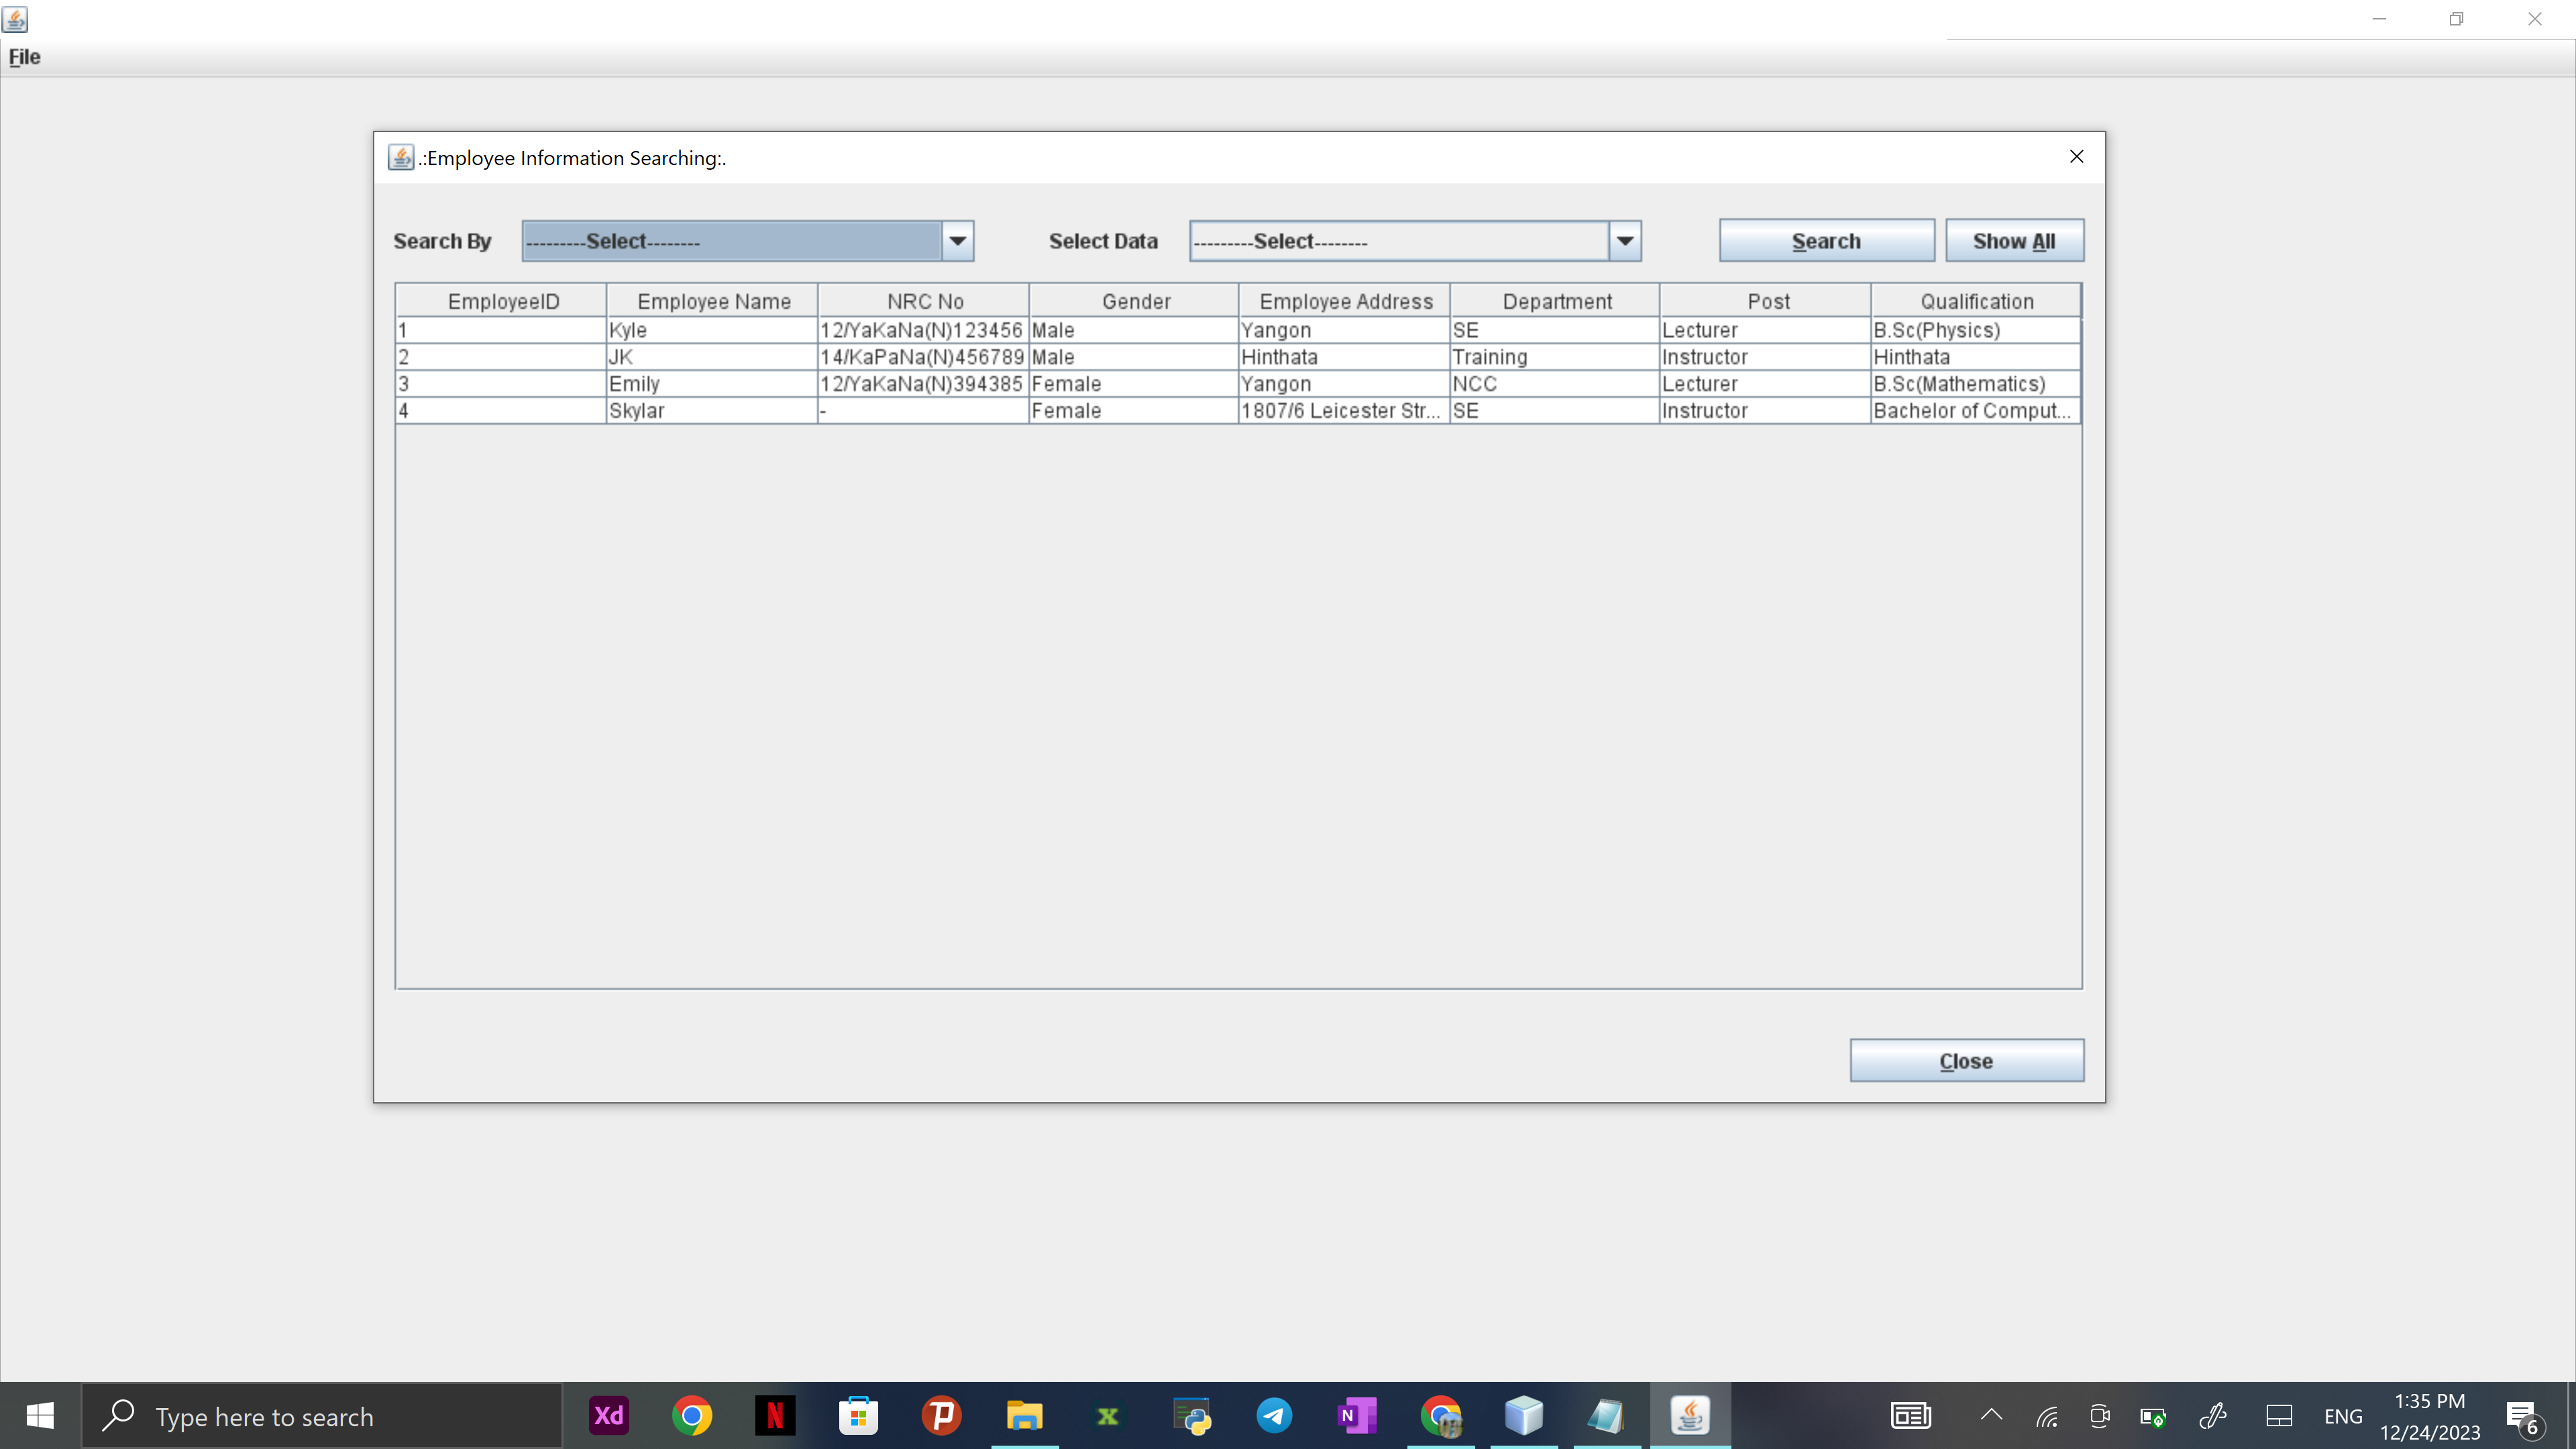 File
.:Employee Information Searching:.
Search By ---------Select-------- Select Data ---------Select-------- Search Show All
EmployeeID Employee Name NRC No Gender Employee Address Department Post Qualification
1 Kyle 12/YaKaNa(N)123456 Male Yangon SE Lecturer B.Sc(Physics)
2 JK 14/KaPaNa(N)456789 Male Hinthata Training Instructor Hinthata
3 Emily 12/YaKaNa(N)394385 Female Yangon NCC Lecturer B.Sc(Mathematics)
4 Skylar - Female 1807/6 Leicester Str... SE Instructor Bachelor of Comput...
Close
Type here to search Xd N X N ENG 1:35 PM
12/24/2023 6